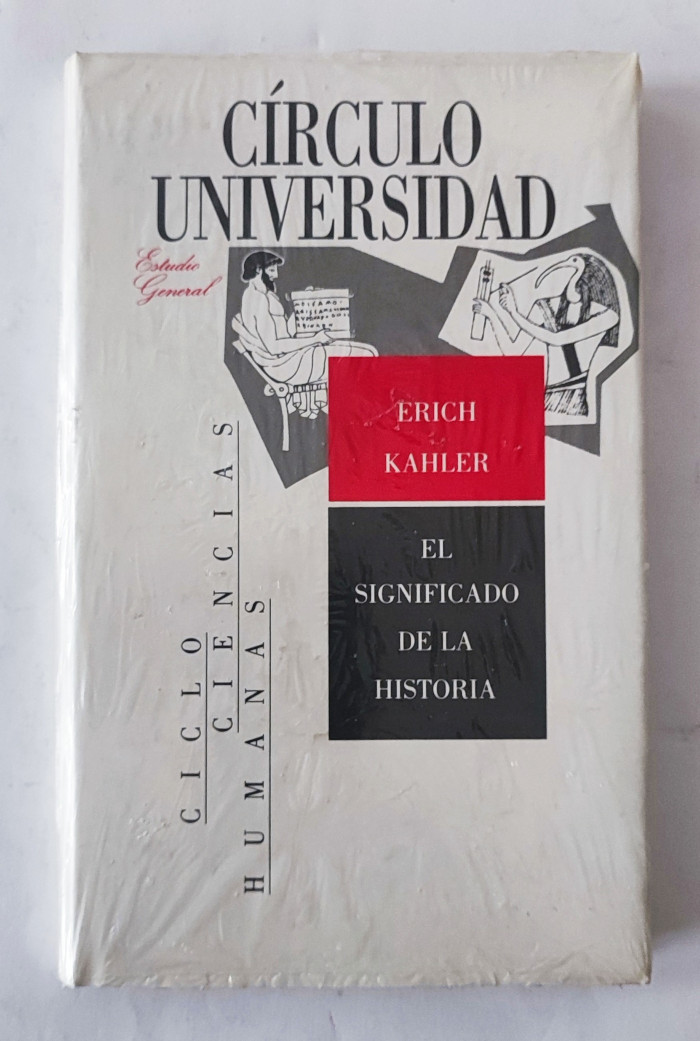 CÍRCULO
UNIVERSIDAD
Estudio
General
ERICH
KAHLER
EL
SIGNIFICADO
DE LA
HISTORIA
CICLO
CIENCIAS
HUMANAS